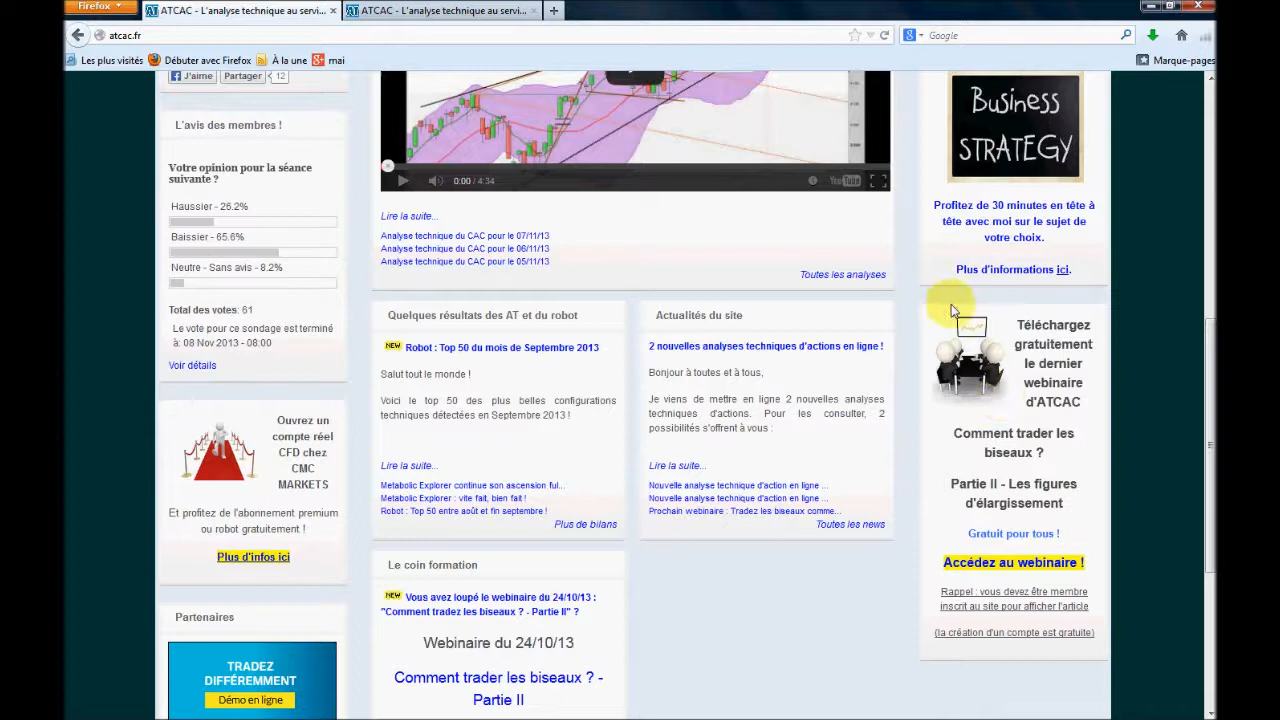 Firefox
ATCAC - L'analyse technique au servi...
ATCAC - L'analyse technique au servi...
atcac.fr
Google
Les plus visités
Débuter avec Firefox
À la une
mai
Marque-pages
J'aime
Partager
12
L'avis des membres !
Votre opinion pour la séance
suivante ?
Haussier - 26.2%
Baissier - 65.6%
Neutre - Sans avis - 8.2%
Total des votes: 61
Le vote pour ce sondage est terminé
à: 08 Nov 2013 - 08:00
Voir détails
Ouvrez un
compte réel
CFD chez
CMC
MARKETS
Et profitez de l'abonnement premium
ou robot gratuitement !
Plus d'infos ici
Partenaires
TRADEZ
DIFFÉREMMENT
Démo en ligne
0:00 / 4:34
YouTube
Lire la suite...
Analyse technique du CAC pour le 07/11/13
Analyse technique du CAC pour le 06/11/13
Analyse technique du CAC pour le 05/11/13
Toutes les analyses
Quelques résultats des AT et du robot
NEW Robot : Top 50 du mois de Septembre 2013
Salut tout le monde !
Voici le top 50 des plus belles configurations
techniques détectées en Septembre 2013 !
Lire la suite...
Metabolic Explorer continue son ascension ful...
Metabolic Explorer : vite fait, bien fait !
Robot : Top 50 entre août et fin septembre !
Plus de bilans
Actualités du site
2 nouvelles analyses techniques d'actions en ligne !
Bonjour à toutes et à tous,
Je viens de mettre en ligne 2 nouvelles analyses
techniques d'actions. Pour les consulter, 2
possibilités s'offrent à vous :
Lire la suite...
Nouvelle analyse technique d'action en ligne ...
Nouvelle analyse technique d'action en ligne ...
Prochain webinaire : Tradez les biseaux comme...
Toutes les news
Le coin formation
NEW Vous avez loupé le webinaire du 24/10/13 :
"Comment tradez les biseaux ? - Partie II" ?
Webinaire du 24/10/13
Comment trader les biseaux ? -
Partie II
Business
STRATEGY
Profitez de 30 minutes en tête à
tête avec moi sur le sujet de
votre choix.
Plus d'informations ici.
Téléchargez
gratuitement
le dernier
webinaire
d'ATCAC
Comment trader les
biseaux ?
Partie II - Les figures
d'élargissement
Gratuit pour tous !
Accédez au webinaire !
Rappel : vous devez être membre
inscrit au site pour afficher l'article
(la création d'un compte est gratuite)